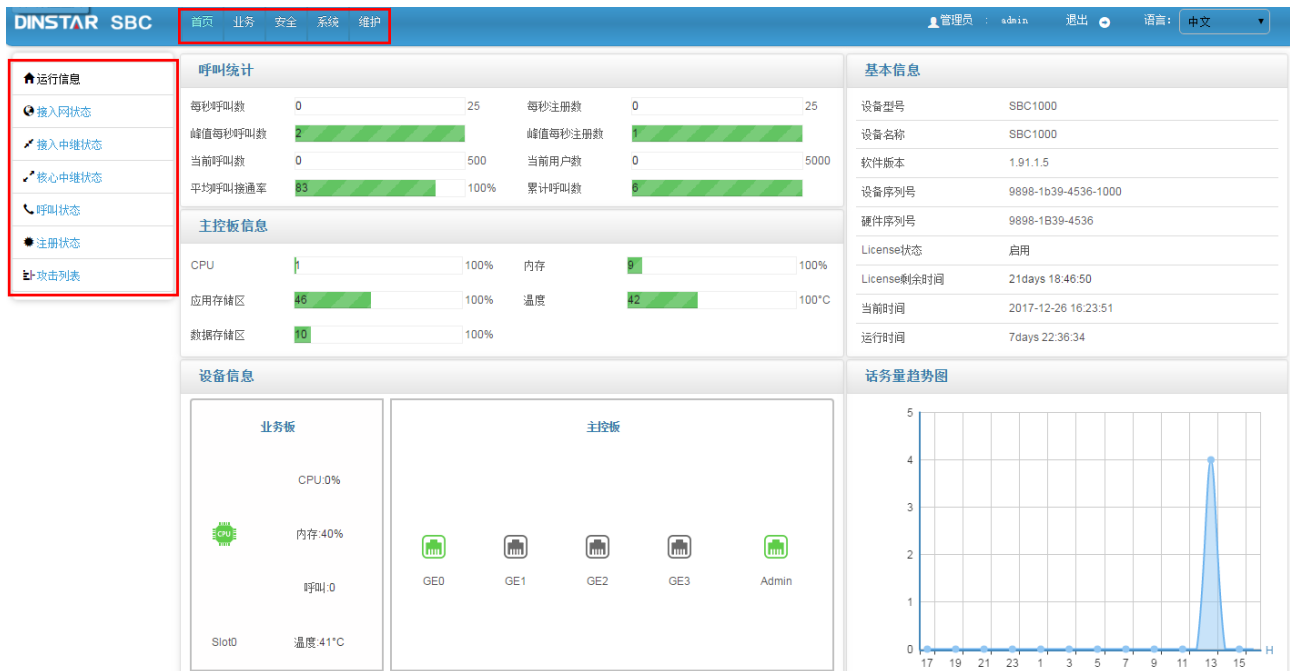 DINSTAR SBC 首页 业务 安全 系统 维护 管理员 : admin 退出 语言: 中文
运行信息
接入网状态
接入中继状态
核心中继状态
呼叫状态
注册状态
攻击列表
呼叫统计
每秒呼叫数 0 25 每秒注册数 0 25
峰值每秒呼叫数 2 峰值每秒注册数 1
当前呼叫数 0 500 当前用户数 0 5000
平均呼叫接通率 83 100% 累计呼叫数 6
主控板信息
CPU 1 100% 内存 9 100%
应用存储区 46 100% 温度 42 100°C
数据存储区 10 100%
设备信息
业务板
CPU:0%
CPU
内存:40%
呼叫:0
Slot0 温度:41°C
主控板
GE0 GE1 GE2 GE3 Admin
基本信息
设备型号 SBC1000
设备名称 SBC1000
软件版本 1.91.1.5
设备序列号 9898-1b39-4536-1000
硬件序列号 9898-1B39-4536
License状态 启用
License剩余时间 21days 18:46:50
当前时间 2017-12-26 16:23:51
运行时间 7days 22:36:34
话务量趋势图
5
4
3
2
1
0 H
17 19 21 23 1 3 5 7 9 11 13 15